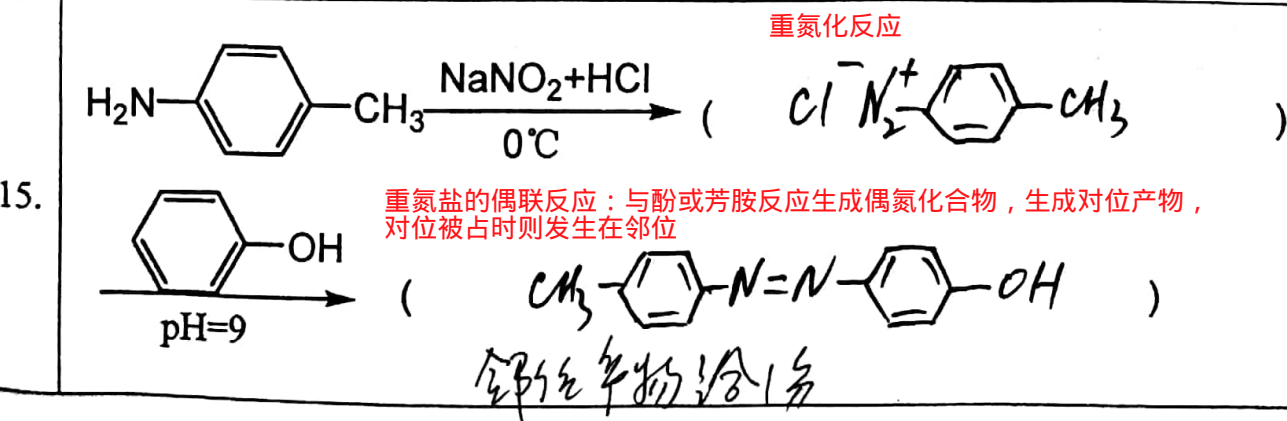 重氮化反应
H₂N CH₃ NaNO₂+HCl 0℃ ( Cl⁻ N₂⁺ CH₃ )
15.
重氮盐的偶联反应：与酚或芳胺反应生成偶氮化合物，生成对位产物，
对位被占时则发生在邻位
OH pH=9 ( CH₃ N=N OH )
邻位产物给1分